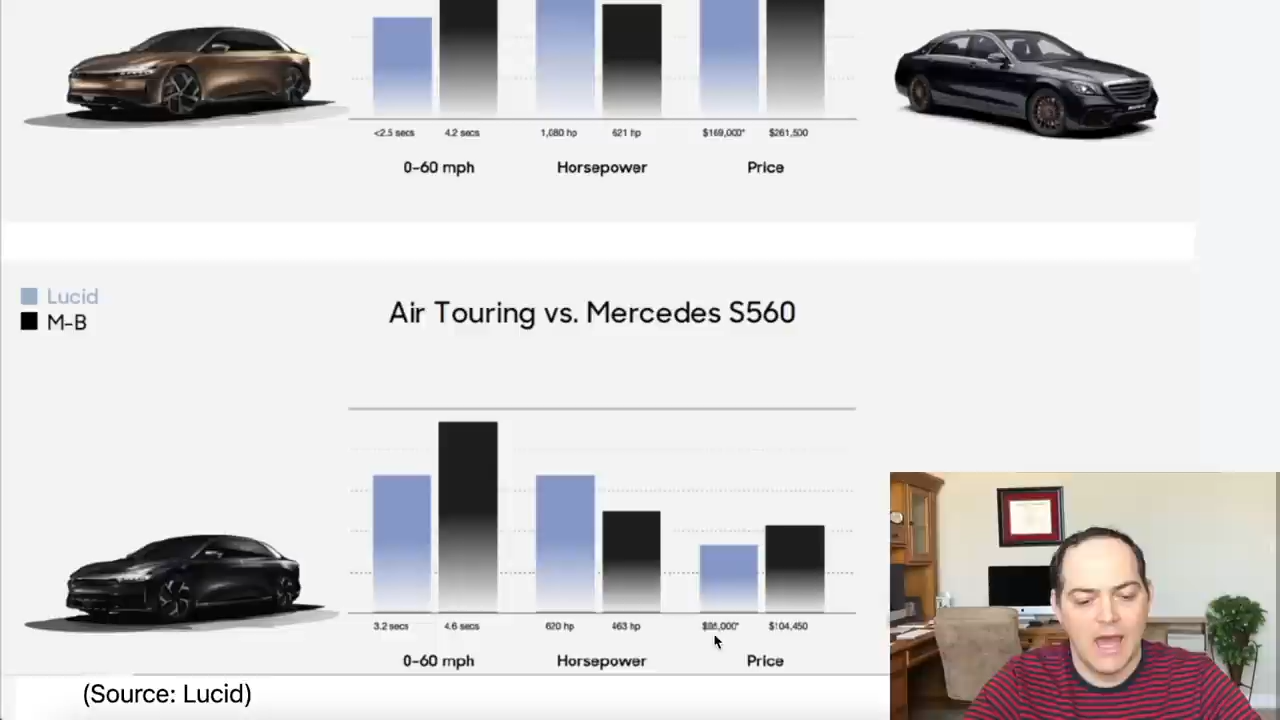 <2.5 secs 4.2 secs 1,080 hp 621 hp $169,000* $261,500
0-60 mph Horsepower Price
Lucid
M-B
Air Touring vs. Mercedes S560
3.2 secs 4.6 secs 620 hp 463 hp $104,450
0-60 mph Horsepower Price
(Source: Lucid)